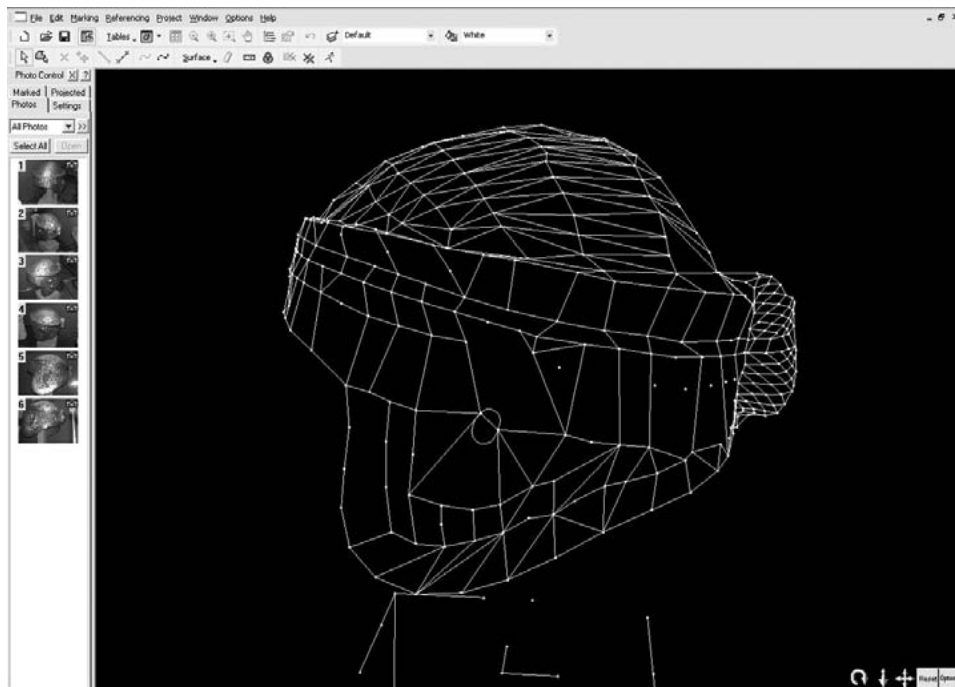 File Edit Marking Referencing Project Window Options Help
Tables Default White
Surface
Photo Control X ?
Marked Projected
Photos Settings
All Photos >>
Select All Open
1
2
3
4
5
6
Reset Option